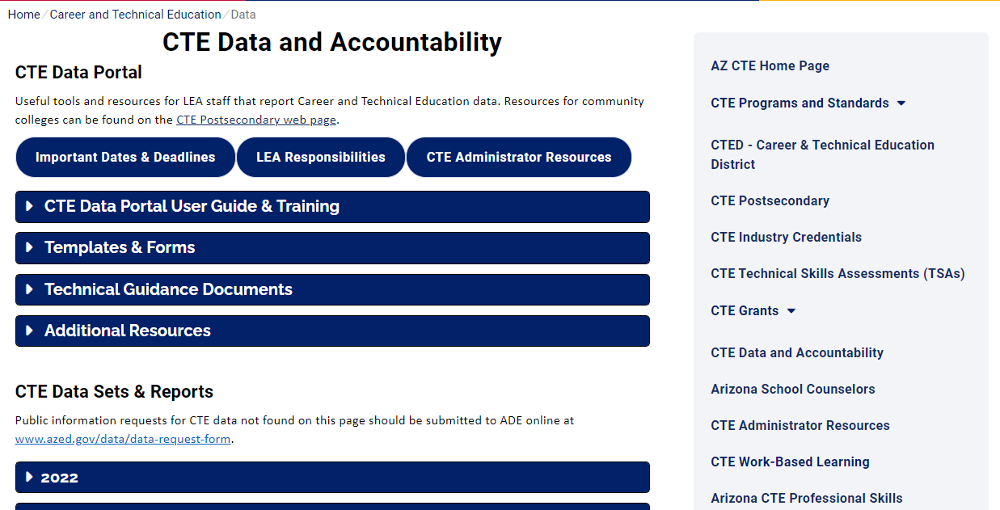 Home / Career and Technical Education / Data
CTE Data and Accountability
CTE Data Portal
Useful tools and resources for LEA staff that report Career and Technical Education data. Resources for community
colleges can be found on the CTE Postsecondary web page.
Important Dates & Deadlines
LEA Responsibilities
CTE Administrator Resources
CTE Data Portal User Guide & Training
Templates & Forms
Technical Guidance Documents
Additional Resources
CTE Data Sets & Reports
Public information requests for CTE data not found on this page should be submitted to ADE online at
www.azed.gov/data/data-request-form.
2022
AZ CTE Home Page
CTE Programs and Standards
CTED - Career & Technical Education
District
CTE Postsecondary
CTE Industry Credentials
CTE Technical Skills Assessments (TSAs)
CTE Grants
CTE Data and Accountability
Arizona School Counselors
CTE Administrator Resources
CTE Work-Based Learning
Arizona CTE Professional Skills